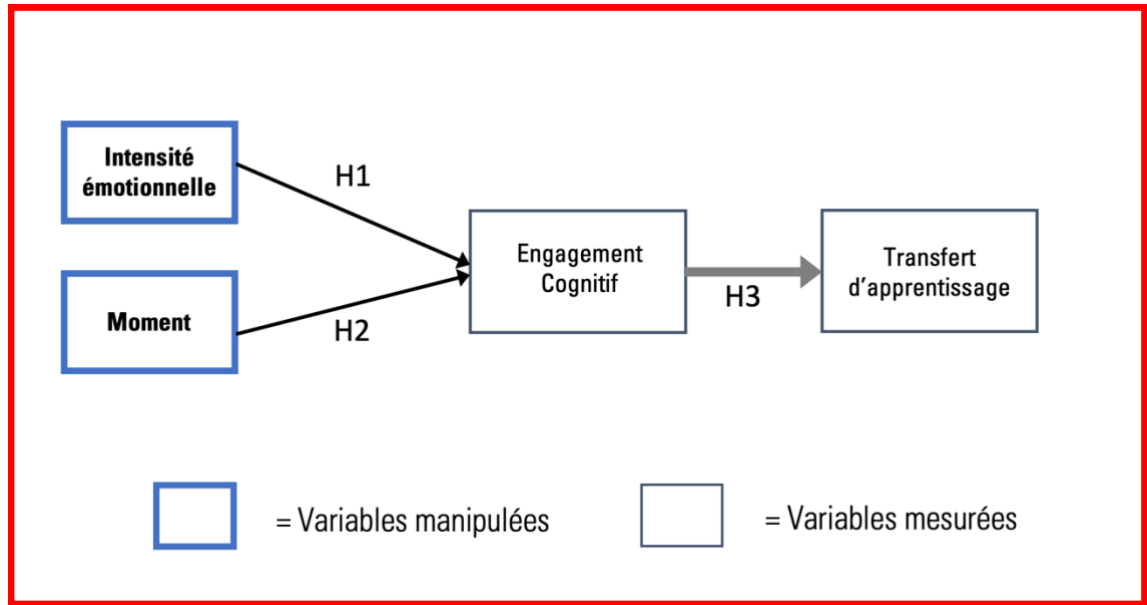 Intensité
émotionnelle
H1
Moment
H2
Engagement
Cognitif
H3
Transfert
d'apprentissage
= Variables manipulées
= Variables mesurées